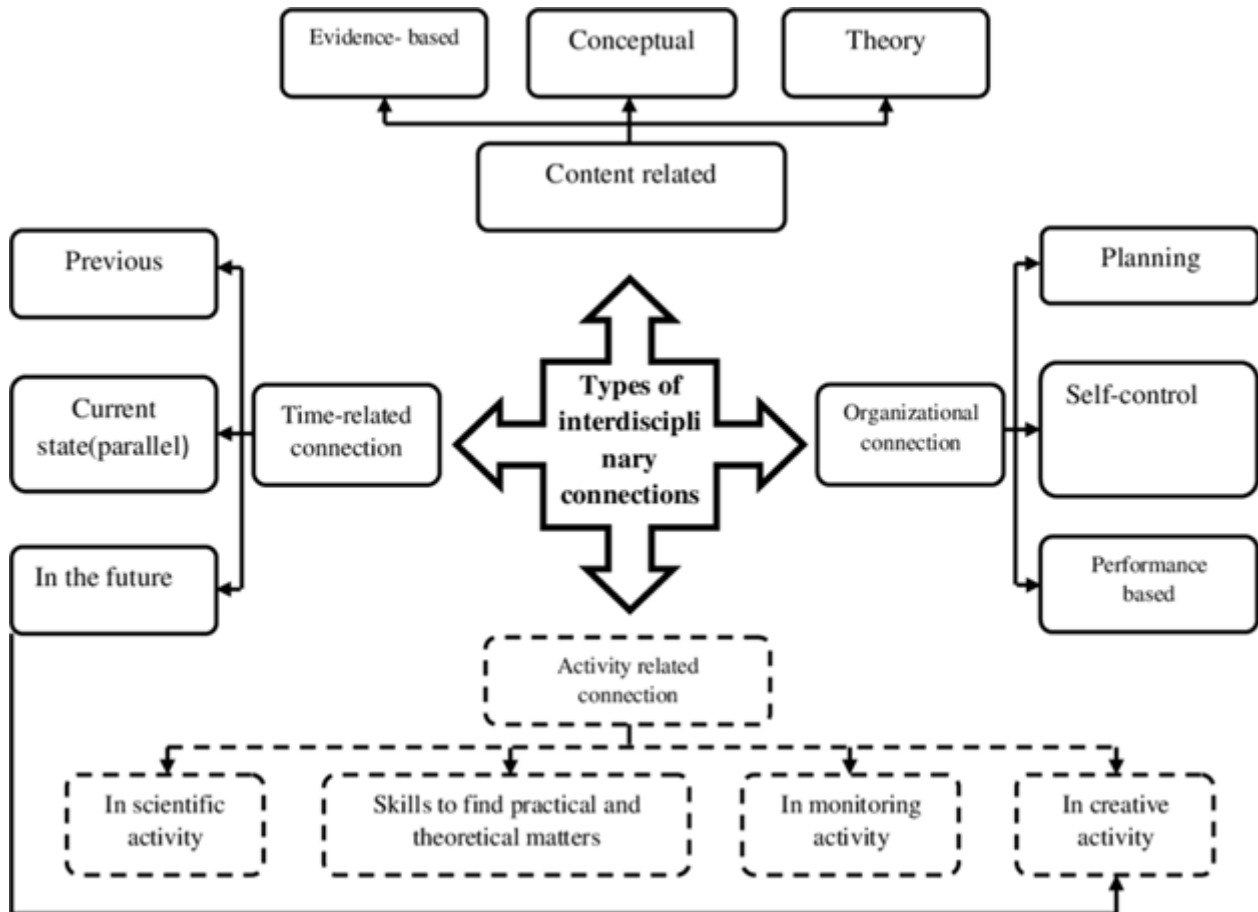 Evidence- based
Conceptual
Theory
Content related
Previous
Planning
Current
state(parallel)
Time-related
connection
Types of
interdiscipli
nary
connections
Organizational
connection
Self-control
In the future
Performance
based
Activity related
connection
In scientific
activity
Skills to find practical and
theoretical matters
In monitoring
activity
In creative
activity